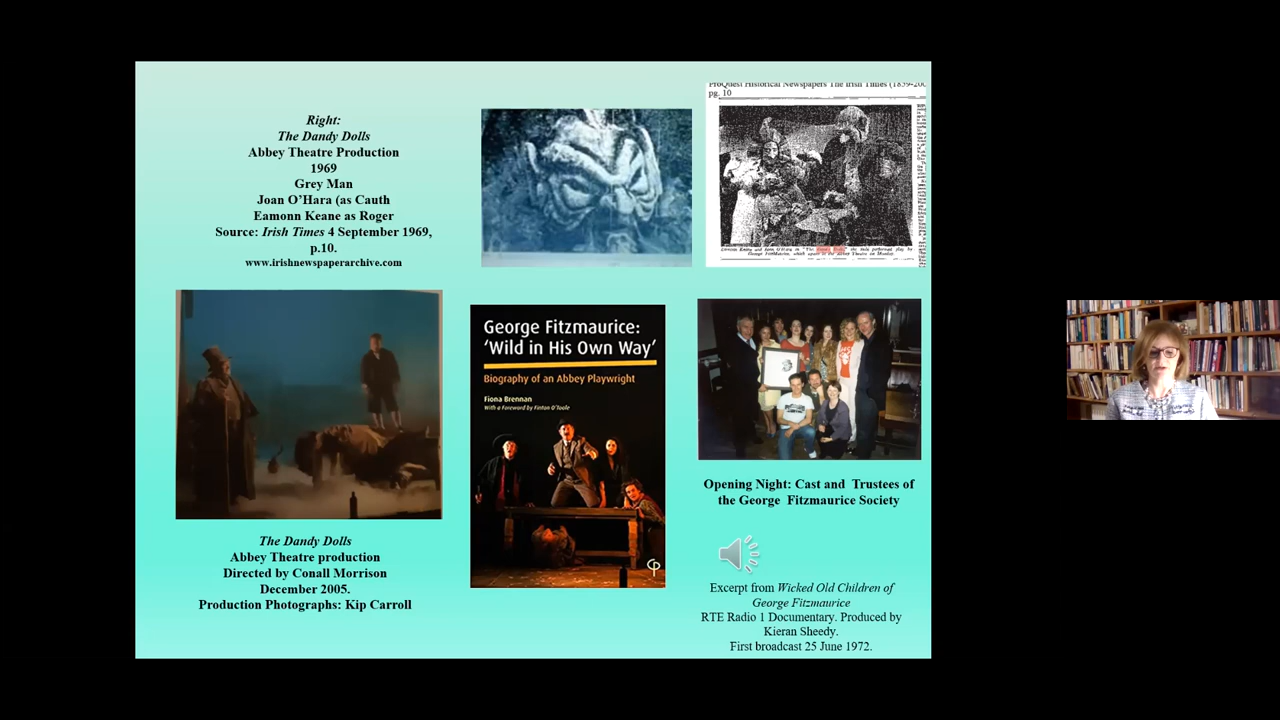 Right:
The Dandy Dolls
Abbey Theatre Production
1969
Grey Man
Joan O’Hara (as Cauth
Eamonn Keane as Roger
Source: Irish Times 4 September 1969,
p.10.
www.irishnewspaperarchive.com
ProQuest Historical Newspapers The Irish Times
pg. 10
George Fitzmaurice:
‘Wild in His Own Way’
Biography of an Abbey Playwright
Fiona Brennan
With a Foreword by Fintan O’Toole
Opening Night: Cast and Trustees of
the George Fitzmaurice Society
The Dandy Dolls
Abbey Theatre production
Directed by Conall Morrison
December 2005.
Production Photographs: Kip Carroll
Excerpt from Wicked Old Children of
George Fitzmaurice
RTE Radio 1 Documentary. Produced by
Kieran Sheedy.
First broadcast 25 June 1972.